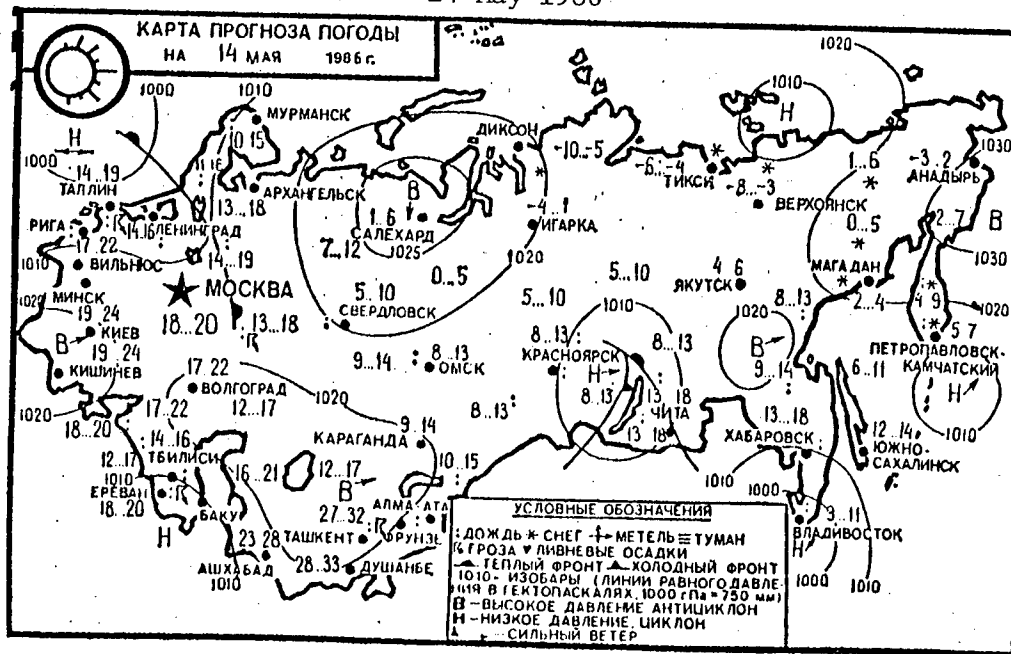 КАРТА ПРОГНОЗА ПОГОДЫ
НА 14 МАЯ 1986 г.
1020
1000
1010
1010
МУРМАНСК
Н
Н
10 15
ДИКСОН
-10..-5
-6...-4
1...6
-3..2
1030
1000
14...19
ТАЛЛИН
ТИКСИ
-8...-3
АНАДЫРЬ
АРХАНГЕЛЬСК
В
-4...1
ВЕРХОЯНСК
13...18
1...6
САЛЕХАРД
ИГАРКА
0...5
2...7
В
РИГА
14..16
ЛЕНИНГРАД
7...12
1025
17...22
14...19
1020
1030
1010
ВИЛЬНЮС
0...5
4 6
МАГАДАН
МОСКВА
5...10
5...10
5...10
ЯКУТСК
2...4
4 9
1020
МИНСК
1020
19...24
18...20
13...18
СВЕРДЛОВСК
1010
8...13
1020
5 7
КИЕВ
В
8...13
8...13
В
ПЕТРОПАВЛОВСК-
КАМЧАТСКИЙ
19...24
17...22
9...14
8...13
КРАСНОЯРСК
Н
9...14
6...11
Н
КИШИНЕВ
ОМСК
ВОЛГОГРАД
1020
8...13
13 18
1020
17...22
12...17
9...14
8...13
ЧИТА
13...18
1010
18...20
КАРАГАНДА
13 18
ХАБАРОВСК
12...14
14...16
ТБИЛИСИ
ЮЖНО-
САХАЛИНСК
12...17
16...21
12...17
10...15
1010
1010
1010
ЕРЕВАН
В
1000
18...20
БАКУ
27...32
АЛМА-АТА
ТАШКЕНТ
ФРУНЗЕ
11
ВЛАДИВОСТОК
Н
23 28
Н
АШХАБАД
28...33
ДУШАНБЕ
1010
1000
1010
УСЛОВНЫЕ ОБОЗНАЧЕНИЯ
ДОЖДЬ * СНЕГ МЕТЕЛЬ ≡ ТУМАН
ГРОЗА ▼ ЛИВНЕВЫЕ ОСАДКИ
ТЕПЛЫЙ ФРОНТ ХОЛОДНЫЙ ФРОНТ
1010- ИЗОБАРЫ (ЛИНИИ РАВНОГО ДАВЛЕ-
НИЯ В ГЕКТОПАСКАЛЯХ, 1000 гПа = 750 мм)
В - ВЫСОКОЕ ДАВЛЕНИЕ АНТИЦИКЛОН
Н - НИЗКОЕ ДАВЛЕНИЕ, ЦИКЛОН
СИЛЬНЫЙ ВЕТЕР